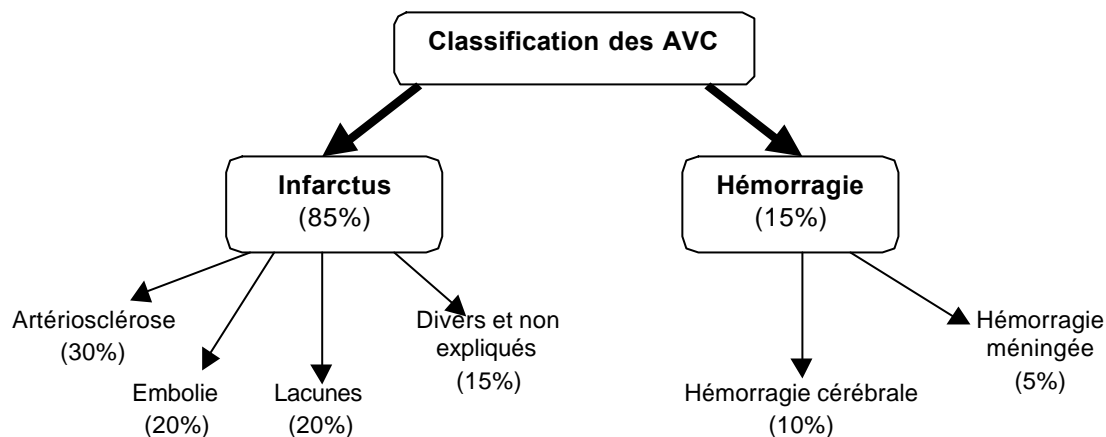 Classification des AVC
Infarctus
(85%)
Hémorragie
(15%)
Artériosclérose
(30%)
Embolie
(20%)
Lacunes
(20%)
Divers et non
expliqués
(15%)
Hémorragie cérébrale
(10%)
Hémorragie
méningée
(5%)